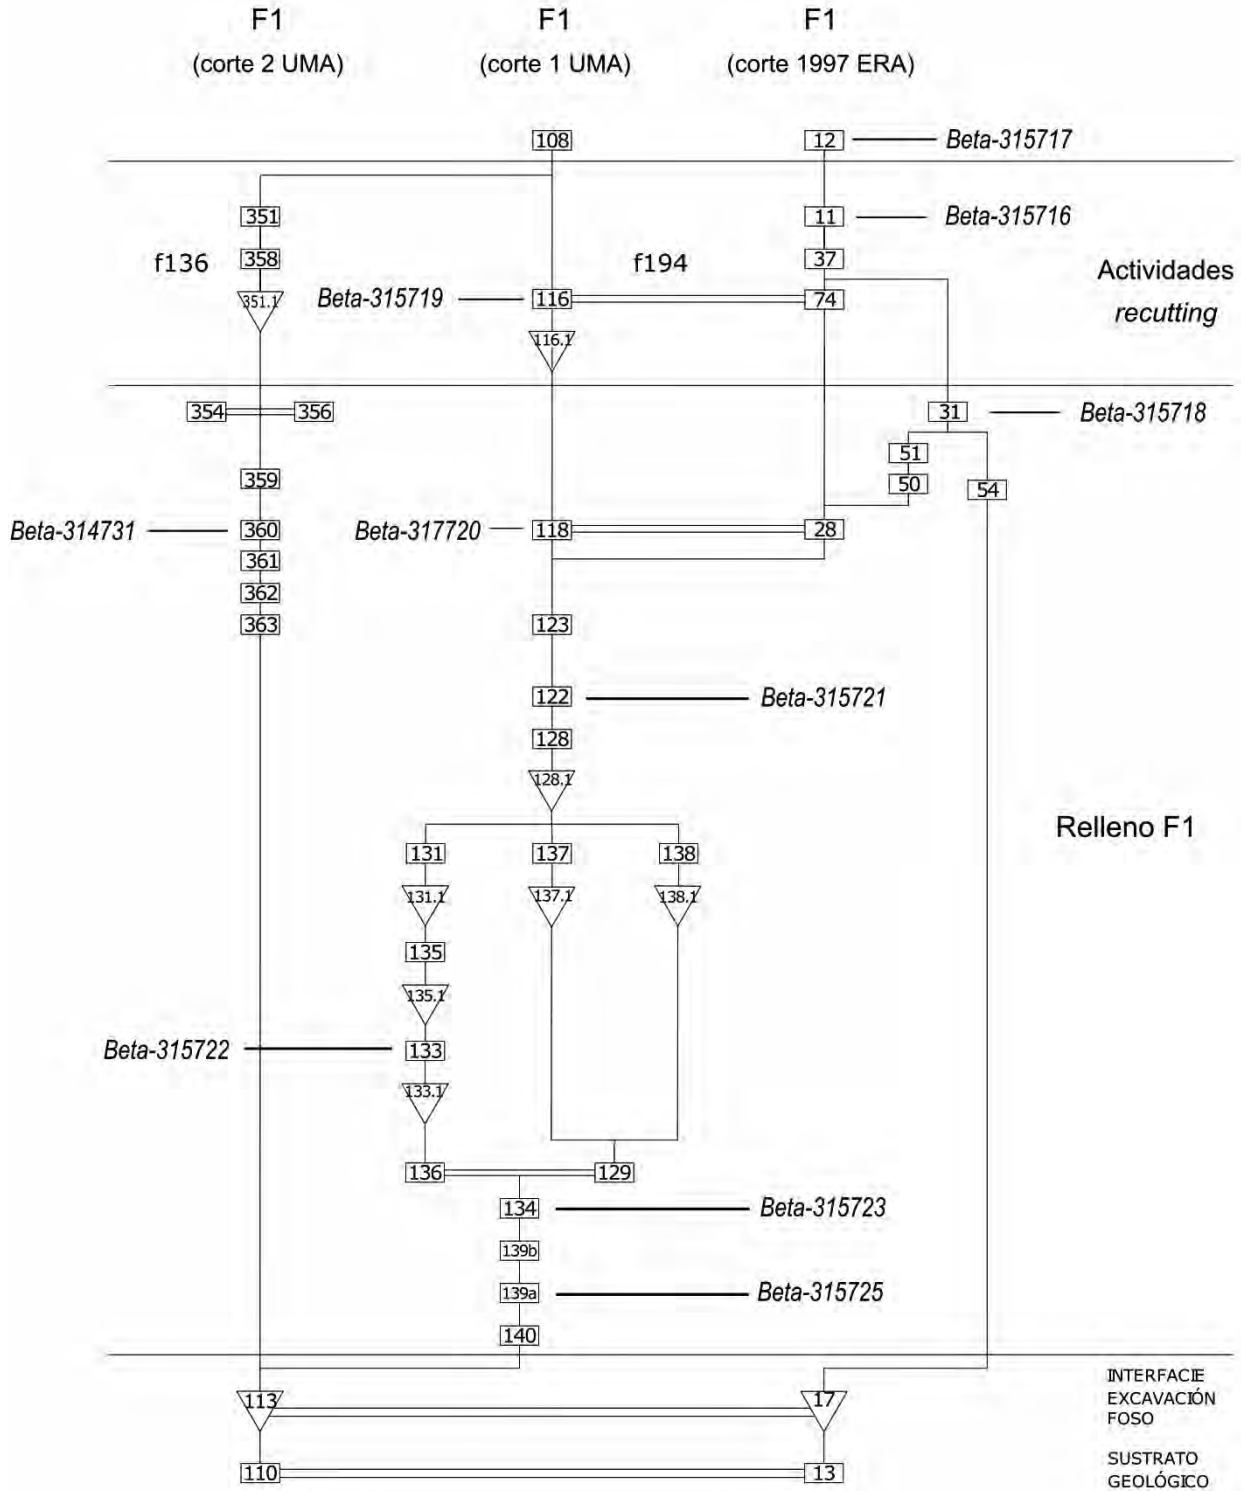 F1 F1 F1
(corte 2 UMA) (corte 1 UMA) (corte 1997 ERA)
108 12 Beta-315717
351 11 Beta-315716
f136 358 f194 37
Actividades
351.1 Beta-315719 116 74
recutting
116.1
354 356 31 Beta-315718
51
359 50 54
Beta-314731 360 Beta-317720 118 28
361
362
363 123
122 Beta-315721
128
128.1
Relleno F1
131 137 138
131.1 137.1 138.1
135
135.1
Beta-315722 133
133.1
136 129
134 Beta-315723
139b
139a Beta-315725
140
INTERFACIE
113 17 EXCAVACIÓN
FOSO
SUSTRATO
110 13
GEOLÓGICO